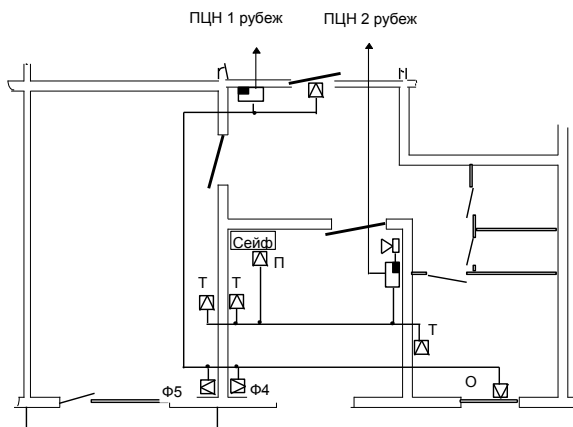 ПЦН 1 рубеж
ПЦН 2 рубеж
Сейф
П
Т
Т
Т
Ф5
Ф4
О